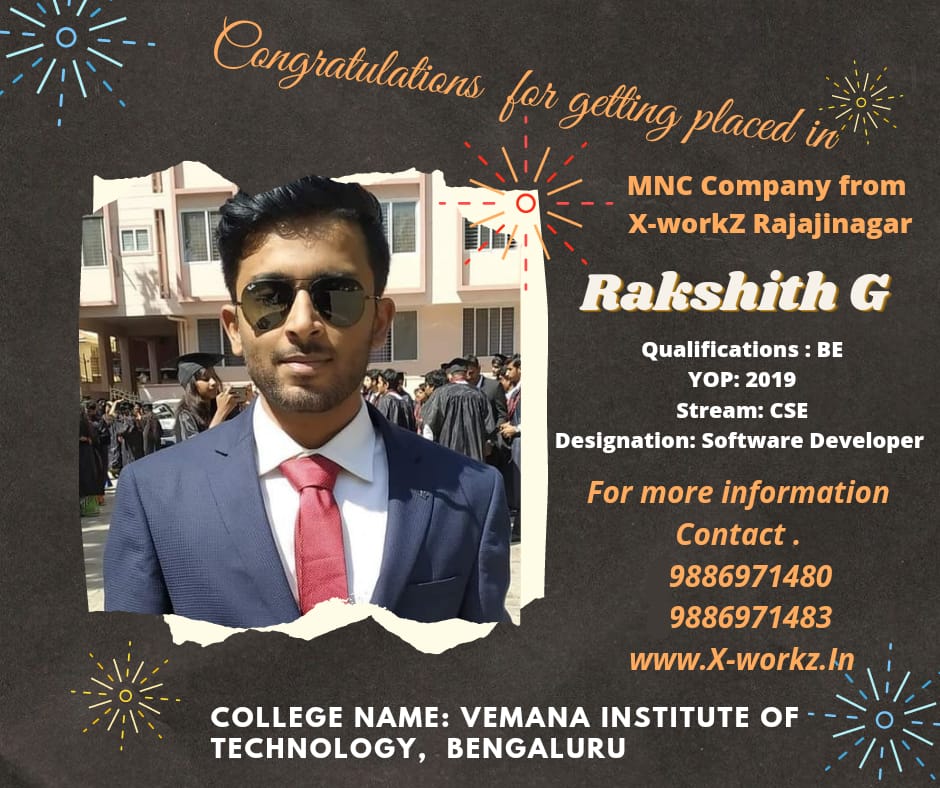 Congratulations for getting placed in
MNC Company from
X-workZ Rajajinagar
Rakshith G
Qualifications : BE
YOP: 2019
Stream: CSE
Designation: Software Developer
For more information
Contact .
9886971480
9886971483
www.X-workz.In
COLLEGE NAME: VEMANA INSTITUTE OF
TECHNOLOGY, BENGALURU